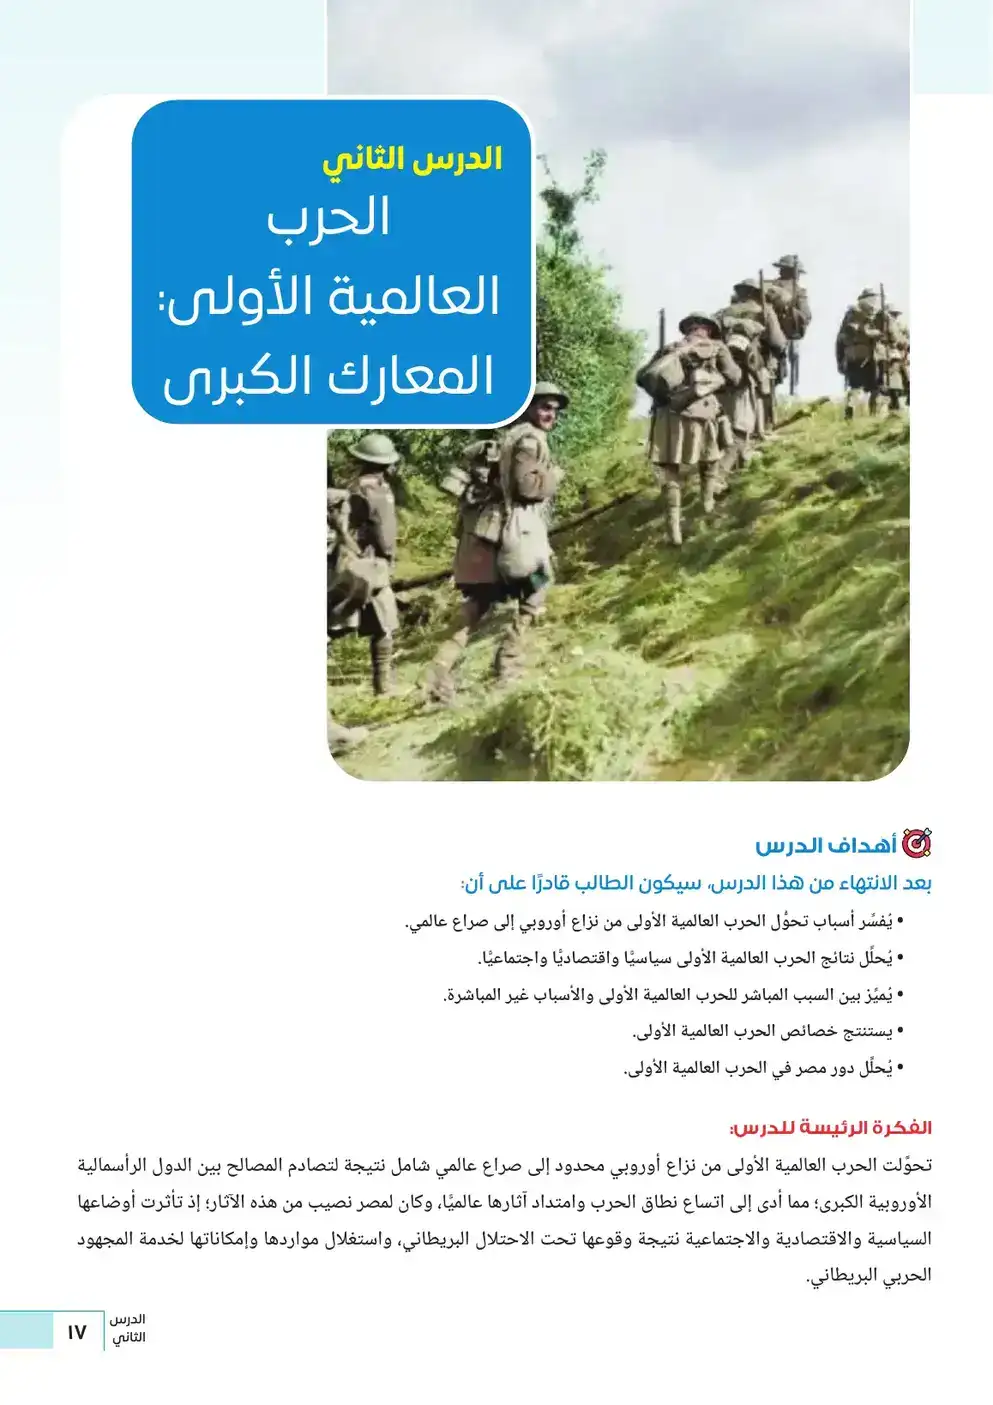 الدرس الثاني
الحرب
العالمية الأولى:
المعارك الكبرى
أهداف الدرس
بعد الانتهاء من هذا الدرس، سيكون الطالب قادرًا على أن:
• يُفسِّر أسباب تحوُّل الحرب العالمية الأولى من نزاع أوروبي إلى صراع عالمي.
• يُحلِّل نتائج الحرب العالمية الأولى سياسيًّا واقتصاديًّا واجتماعيًّا.
• يُميِّز بين السبب المباشر للحرب العالمية الأولى والأسباب غير المباشرة.
• يستنتج خصائص الحرب العالمية الأولى.
• يُحلِّل دور مصر في الحرب العالمية الأولى.
الفكرة الرئيسة للدرس:
تحوَّلت الحرب العالمية الأولى من نزاع أوروبي محدود إلى صراع عالمي شامل نتيجة لتصادم المصالح بين الدول الرأسمالية
الأوروبية الكبرى؛ مما أدى إلى اتساع نطاق الحرب وامتداد آثارها عالميًّا، وكان لمصر نصيب من هذه الآثار؛ إذ تأثرت أوضاعها
السياسية والاقتصادية والاجتماعية نتيجة وقوعها تحت الاحتلال البريطاني، واستغلال مواردها وإمكاناتها لخدمة المجهود
الحربي البريطاني.
الدرس
الثاني
١٧